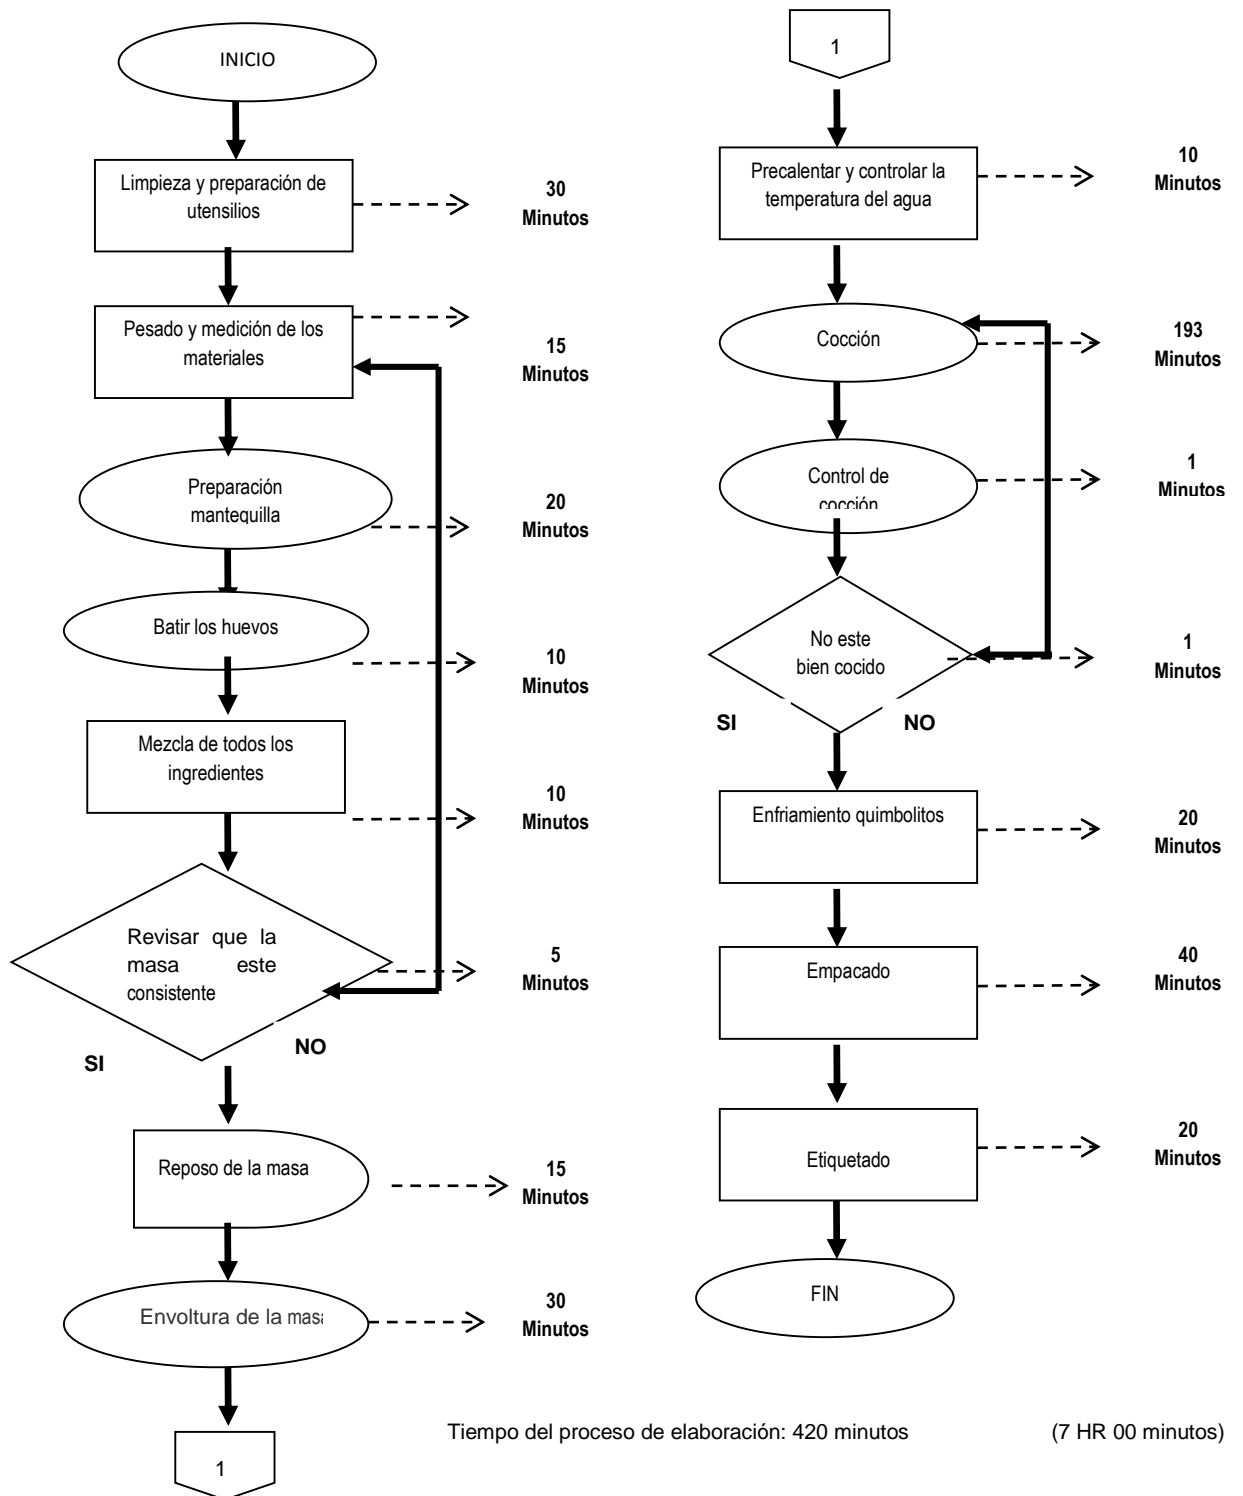 INICIO
Limpieza y preparación de
utensilios
30
Minutos
Pesado y medición de los
materiales
15
Minutos
Preparación
mantequilla
20
Minutos
Batir los huevos
10
Minutos
Mezcla de todos los
ingredientes
10
Minutos
Revisar que la
masa este
consistente
5
Minutos
SI
NO
Reposo de la masa
15
Minutos
Envoltura de la masa
30
Minutos
1
1
Precalentar y controlar la
temperatura del agua
10
Minutos
Cocción
193
Minutos
Control de
cocción
1
Minutos
No este
bien cocido
1
Minutos
SI
NO
Enfriamiento quimbolitos
20
Minutos
Empacado
40
Minutos
Etiquetado
20
Minutos
FIN
Tiempo del proceso de elaboración: 420 minutos (7 HR 00 minutos)